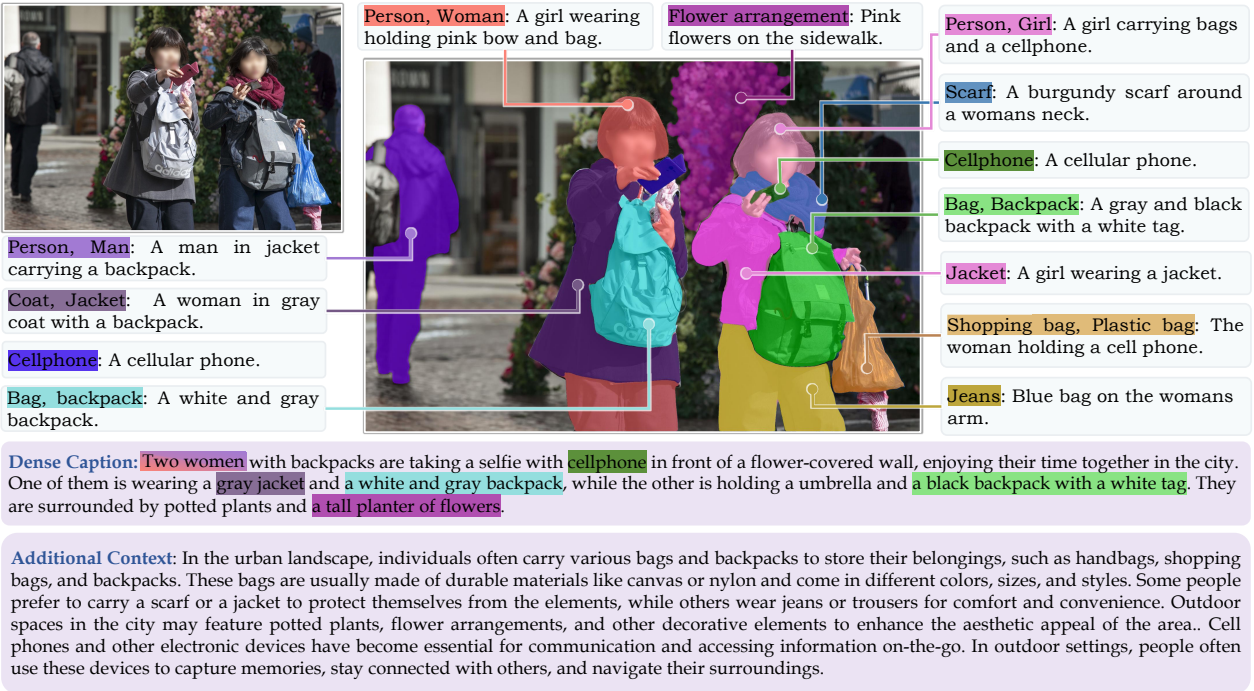 Person, Woman: A girl wearing
holding pink bow and bag.
Flower arrangement: Pink
flowers on the sidewalk.
Person, Girl: A girl carrying bags
and a cellphone.
Scarf: A burgundy scarf around
a womans neck.
Cellphone: A cellular phone.
Bag, Backpack: A gray and black
backpack with a white tag.
Jacket: A girl wearing a jacket.
Shopping bag, Plastic bag: The
woman holding a cell phone.
Jeans: Blue bag on the womans
arm.
Person, Man: A man in jacket
carrying a backpack.
Coat, Jacket: A woman in gray
coat with a backpack.
Cellphone: A cellular phone.
Bag, backpack: A white and gray
backpack.
adidas
Dense Caption: Two women with backpacks are taking a selfie with cellphone in front of a flower-covered wall, enjoying their time together in the city.
One of them is wearing a gray jacket and a white and gray backpack, while the other is holding a umbrella and a black backpack with a white tag. They
are surrounded by potted plants and a tall planter of flowers.
Additional Context: In the urban landscape, individuals often carry various bags and backpacks to store their belongings, such as handbags, shopping
bags, and backpacks. These bags are usually made of durable materials like canvas or nylon and come in different colors, sizes, and styles. Some people
prefer to carry a scarf or a jacket to protect themselves from the elements, while others wear jeans or trousers for comfort and convenience. Outdoor
spaces in the city may feature potted plants, flower arrangements, and other decorative elements to enhance the aesthetic appeal of the area.. Cell
phones and other electronic devices have become essential for communication and accessing information on-the-go. In outdoor settings, people often
use these devices to capture memories, stay connected with others, and navigate their surroundings.